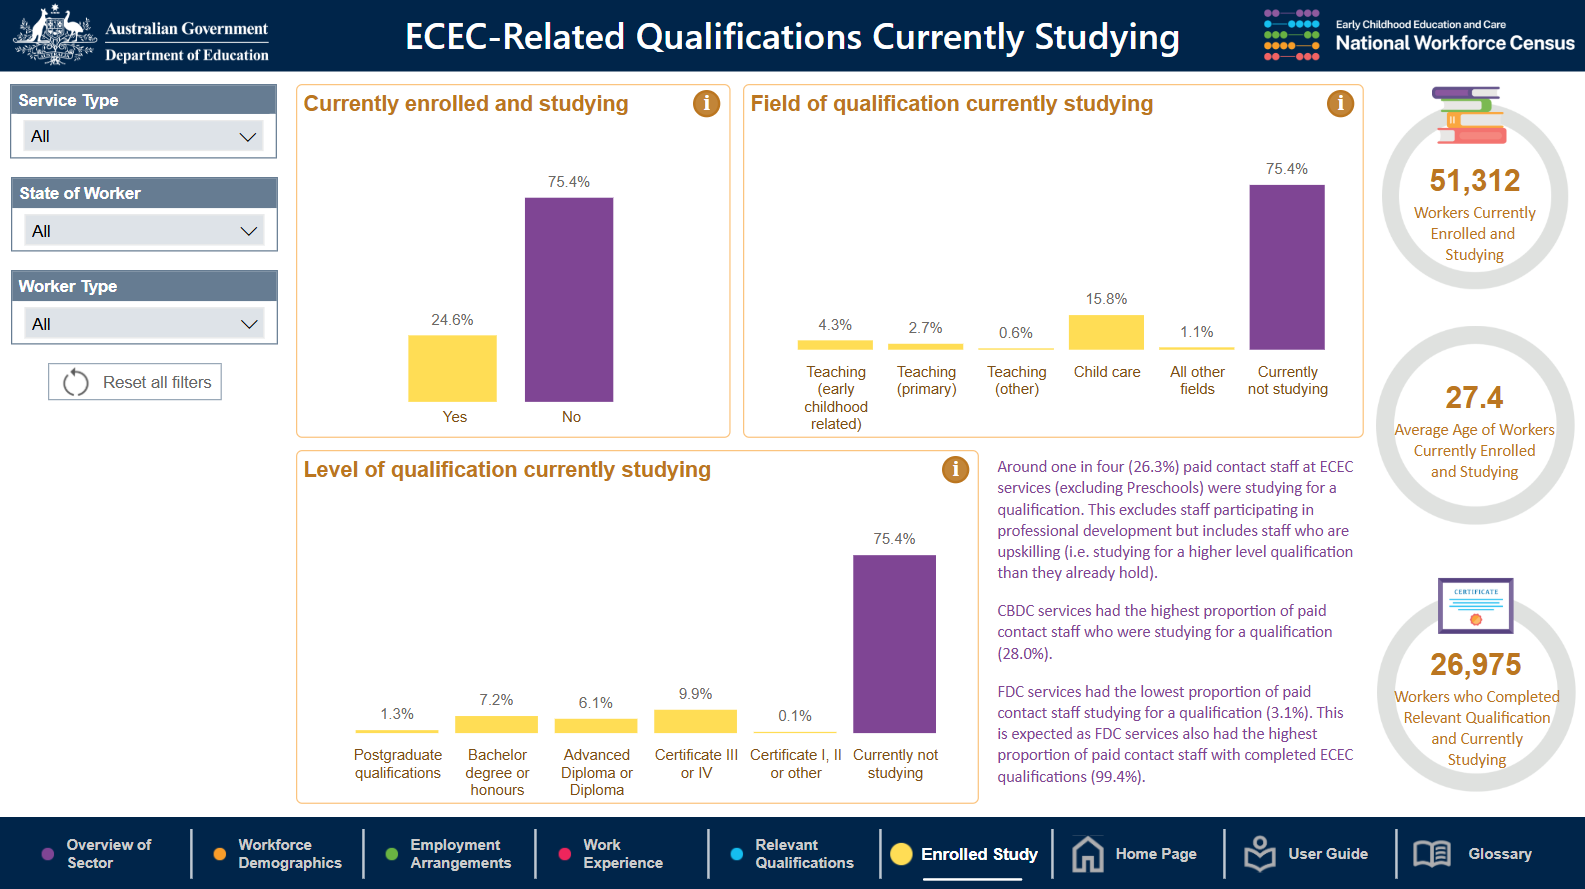 Australian Government
Department of Education
ECEC-Related Qualifications Currently Studying
Early Childhood Education and Care
National Workforce Census
Service Type
All
State of Worker
All
Worker Type
All
Reset all filters
Currently enrolled and studying
i
75.4%
24.6%
Yes
No
Field of qualification currently studying
i
75.4%
15.8%
4.3%
2.7%
0.6%
1.1%
Teaching
(early
childhood
related)
Teaching
(primary)
Teaching
(other)
Child care
All other
fields
Currently
not studying
Level of qualification currently studying
i
75.4%
1.3%
7.2%
6.1%
9.9%
0.1%
Postgraduate
qualifications
Bachelor
degree or
honours
Advanced
Diploma or
Diploma
Certificate III
or IV
Certificate I, II
or other
Currently not
studying
Around one in four (26.3%) paid contact staff at ECEC
services (excluding Preschools) were studying for a
qualification. This excludes staff participating in
professional development but includes staff who are
upskilling (i.e. studying for a higher level qualification
than they already hold).
CBDC services had the highest proportion of paid
contact staff who were studying for a qualification
(28.0%).
FDC services had the lowest proportion of paid
contact staff studying for a qualification (3.1%). This
is expected as FDC services also had the highest
proportion of paid contact staff with completed ECEC
qualifications (99.4%).
51,312
Workers Currently
Enrolled and
Studying
27.4
Average Age of Workers
Currently Enrolled
and Studying
CERTIFICATE
26,975
Workers who Completed
Relevant Qualification
and Currently
Studying
Overview of
Sector
Workforce
Demographics
Employment
Arrangements
Work
Experience
Relevant
Qualifications
Enrolled Study
Home Page
User Guide
Glossary